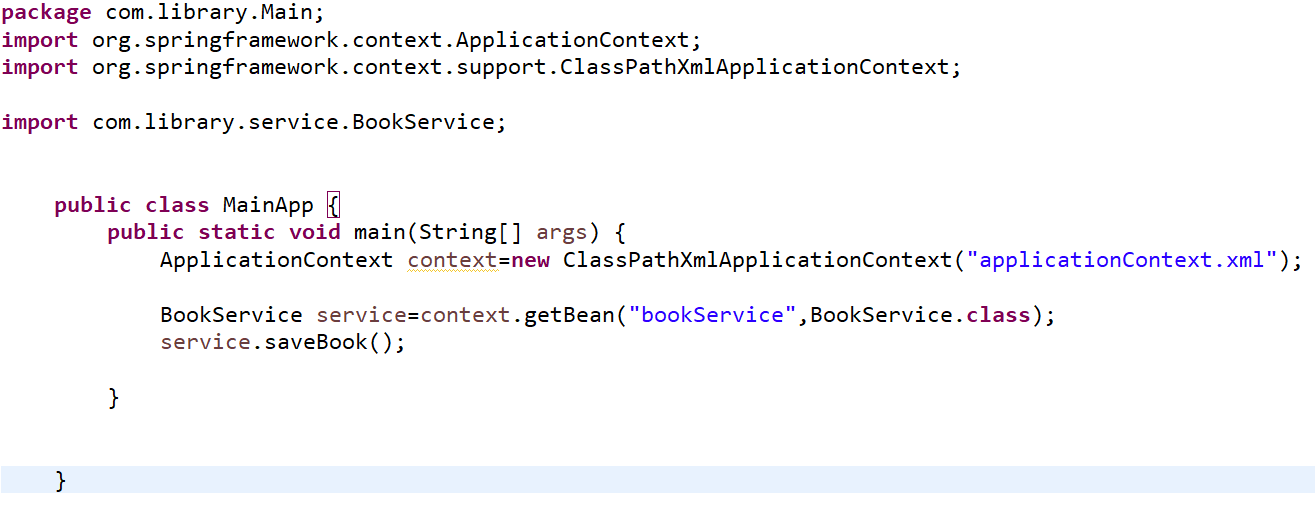 package com.library.Main;
import org.springframework.context.ApplicationContext;
import org.springframework.context.support.ClassPathXmlApplicationContext;
import com.library.service.BookService;
public class MainApp {
public static void main(String[] args) {
ApplicationContext context=new ClassPathXmlApplicationContext("applicationContext.xml");
BookService service=context.getBean("bookService",BookService.class);
service.saveBook();
}
}